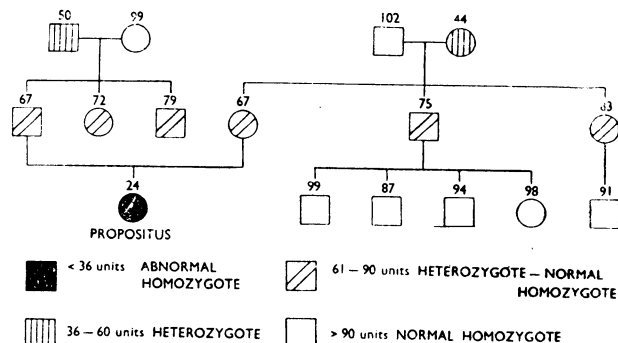 50 99 102 44
67 72 79 67 75 83
24 99 87 94 98 91
PROPOSITUS
< 36 units ABNORMAL HOMOZYGOTE
61 – 90 units HETEROZYGOTE – NORMAL HOMOZYGOTE
36 – 60 units HETEROZYGOTE
> 90 units NORMAL HOMOZYGOTE